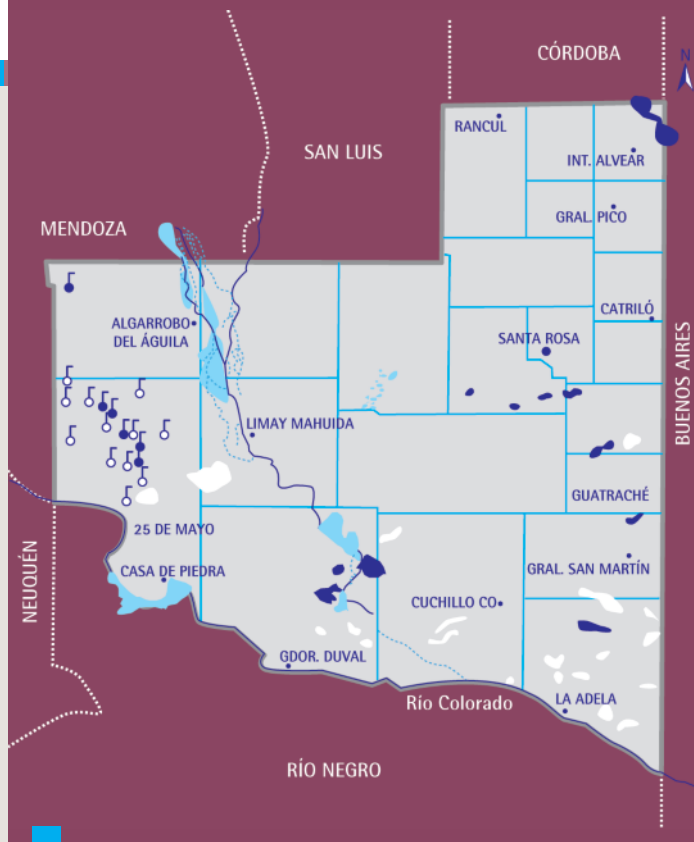 CÓRDOBA
N
RANCUL
SAN LUIS
INT. ALVEAR
GRAL. PICO
MENDOZA
CATRILÓ
ALGARROBO
DEL ÁGUILA
SANTA ROSA
BUENOS AIRES
LIMAY MAHUIDA
GUATRACHÉ
25 DE MAYO
NEUQUÉN
CASA DE PIEDRA
GRAL. SAN MARTÍN
CUCHILLO CO
GDOR. DUVAL
Río Colorado
LA ADELA
RÍO NEGRO